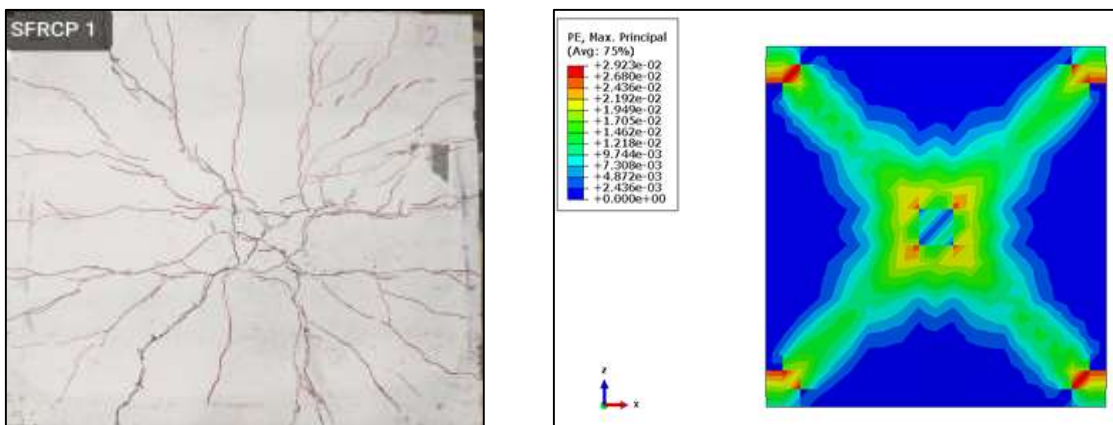 SFRCP 1
12
PE, Max. Principal
(Avg: 75%)
+2.923e-02
+2.680e-02
+2.436e-02
+2.192e-02
+1.949e-02
+1.705e-02
+1.462e-02
+1.218e-02
+9.744e-03
+7.308e-03
+4.872e-03
+2.436e-03
+0.000e+00
z
x